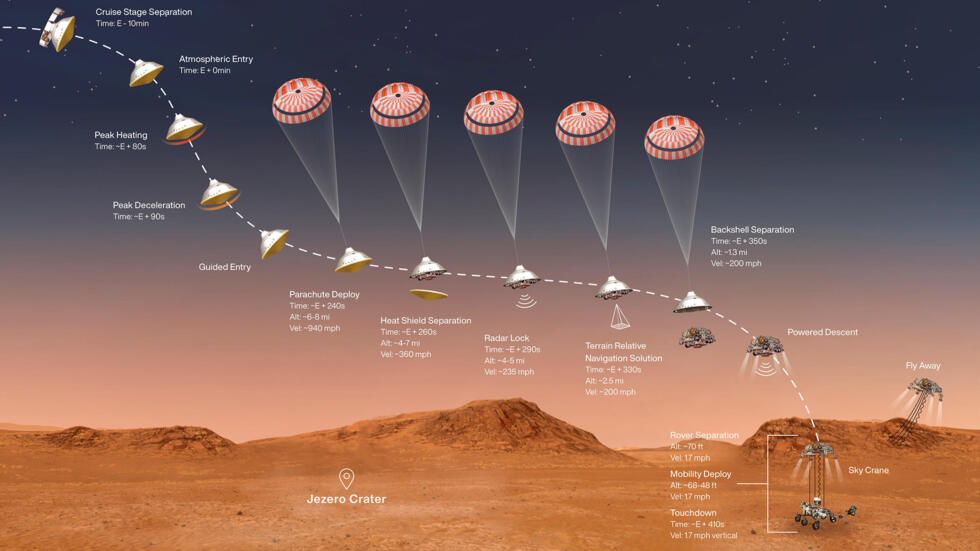 Cruise Stage Separation
Time: E - 10min
Atmospheric Entry
Time: E + 0min
Peak Heating
Time: ~E + 80s
Peak Deceleration
Time: ~E + 90s
Guided Entry
Parachute Deploy
Time: ~E + 240s
Alt: ~6-8 mi
Vel: ~940 mph
Heat Shield Separation
Time: ~E + 260s
Alt: ~4-7 mi
Vel: ~360 mph
Radar Lock
Time: ~E + 290s
Alt: ~4-5 mi
Vel: ~235 mph
Terrain Relative
Navigation Solution
Time: ~E + 330s
Alt: ~2.5 mi
Vel: ~200 mph
Backshell Separation
Time: ~E + 350s
Alt: ~1.3 mi
Vel: ~200 mph
Powered Descent
Fly Away
Rover Separation
Alt: ~70 ft
Vel: 1.7 mph
Mobility Deploy
Alt: ~68-48 ft
Vel: 1.7 mph
Touchdown
Time: ~E + 410s
Vel: 1.7 mph vertical
Sky Crane
Jezero Crater